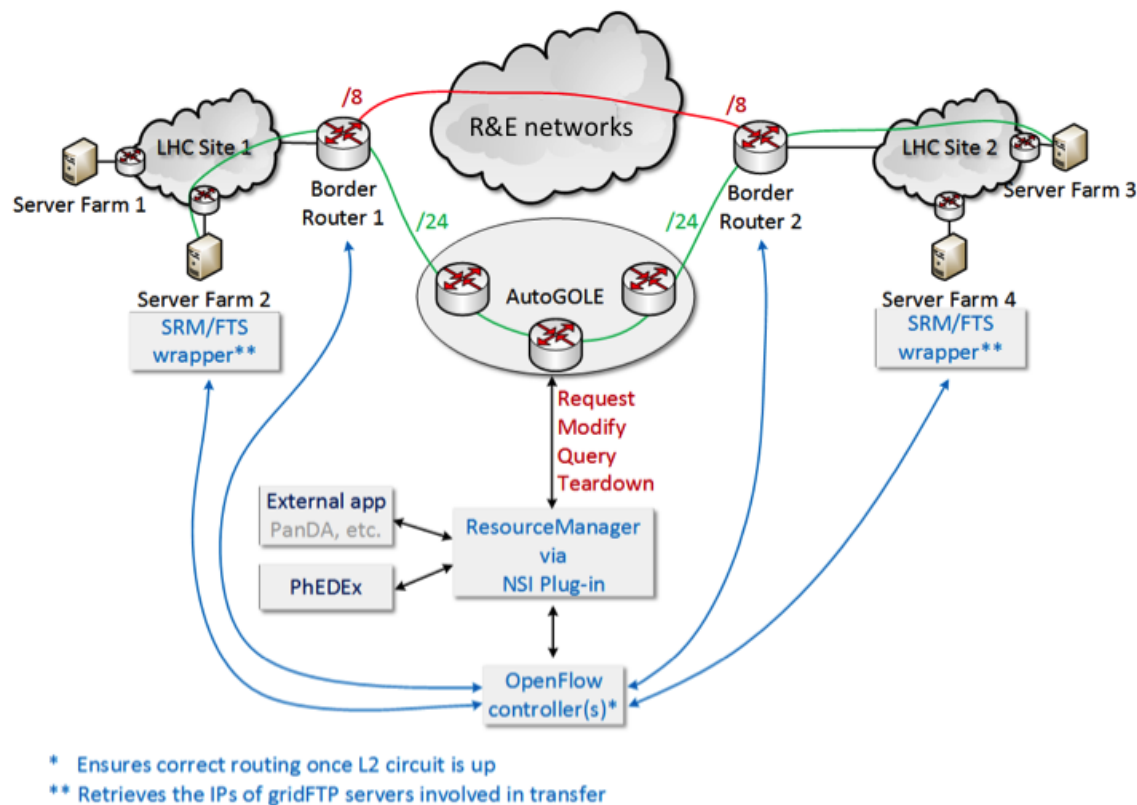 R&E networks
/8
/8
LHC Site 1
LHC Site 2
Server Farm 1
Border
Router 1
Border
Router 2
Server Farm 3
/24
/24
AutoGOLE
Server Farm 2
SRM/FTS
wrapper**
Server Farm 4
SRM/FTS
wrapper**
Request
Modify
Query
Teardown
External app
PanDA, etc.
ResourceManager
via
NSI Plug-in
PhEDEx
OpenFlow
controller(s)*
* Ensures correct routing once L2 circuit is up
** Retrieves the IPs of gridFTP servers involved in transfer